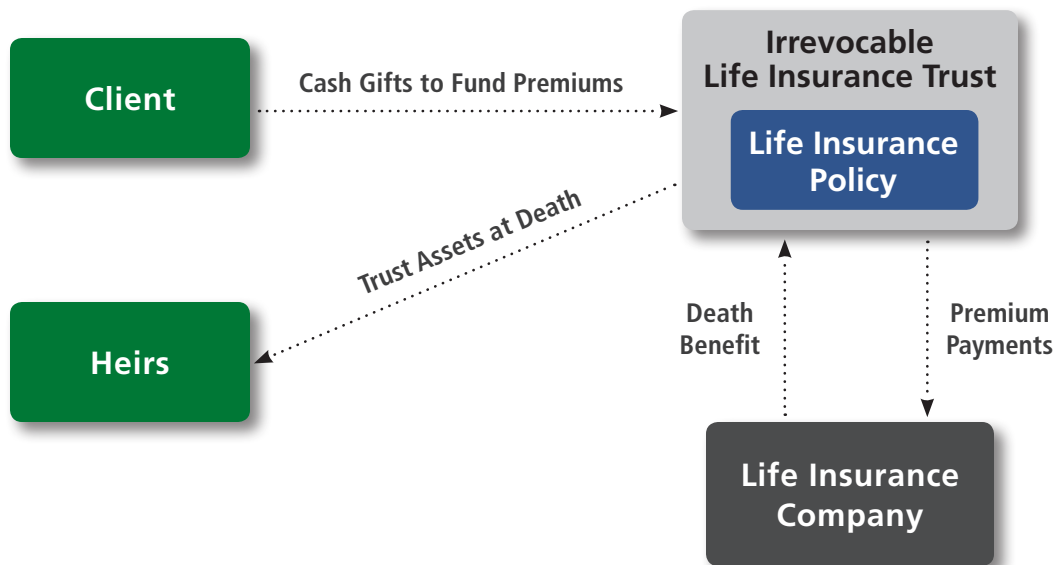 Client
Cash Gifts to Fund Premiums
Irrevocable
Life Insurance Trust
Life Insurance
Policy
Trust Assets at Death
Heirs
Death
Benefit
Premium
Payments
Life Insurance
Company